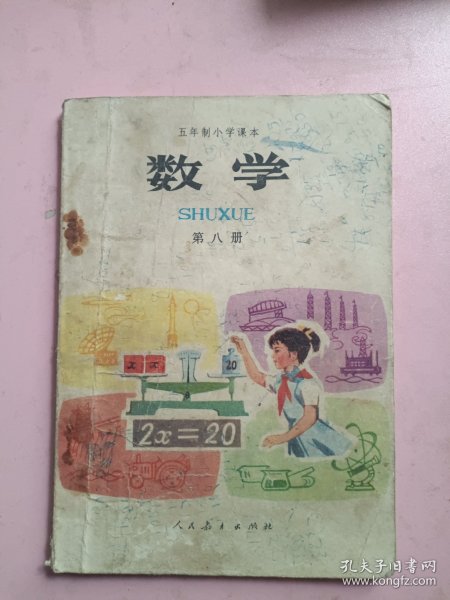 五年制小学课本
数学
SHUXUE
第八册
x x
20
2x=20
人民教育出版社
孔夫子旧书网
www.kongfz.com